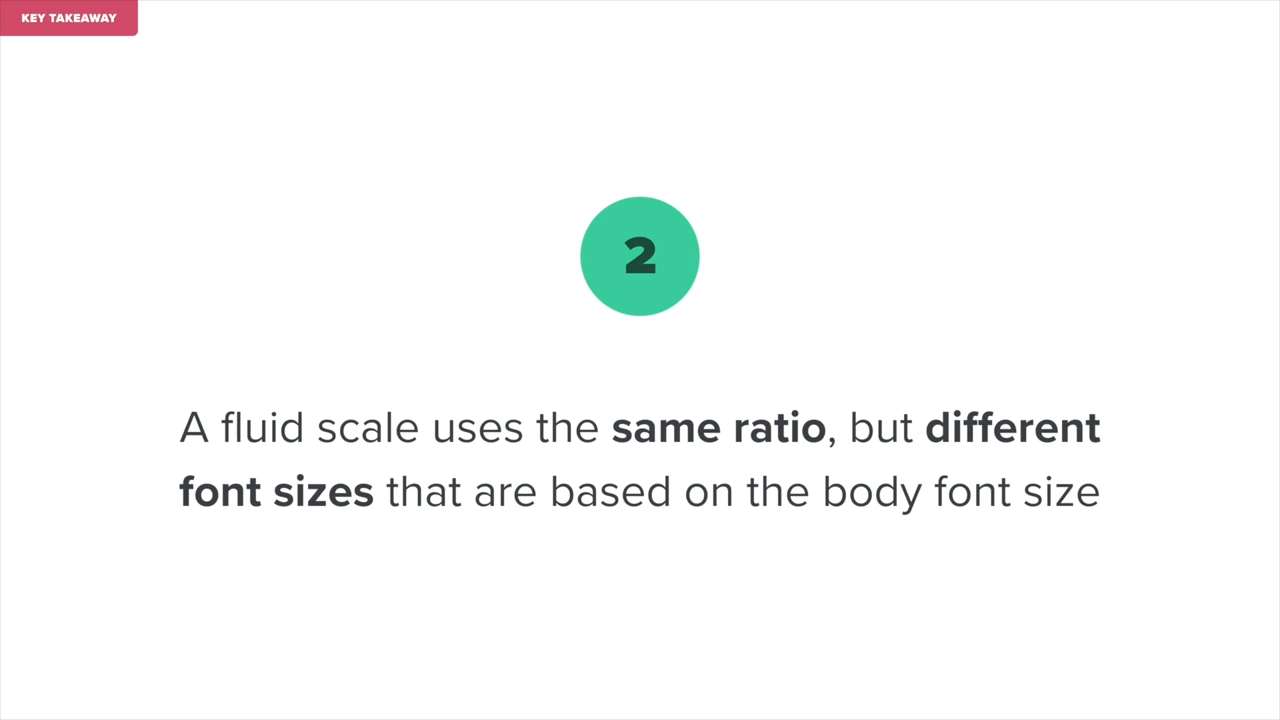 KEY TAKEAWAY
2
A fluid scale uses the same ratio, but different
font sizes that are based on the body font size